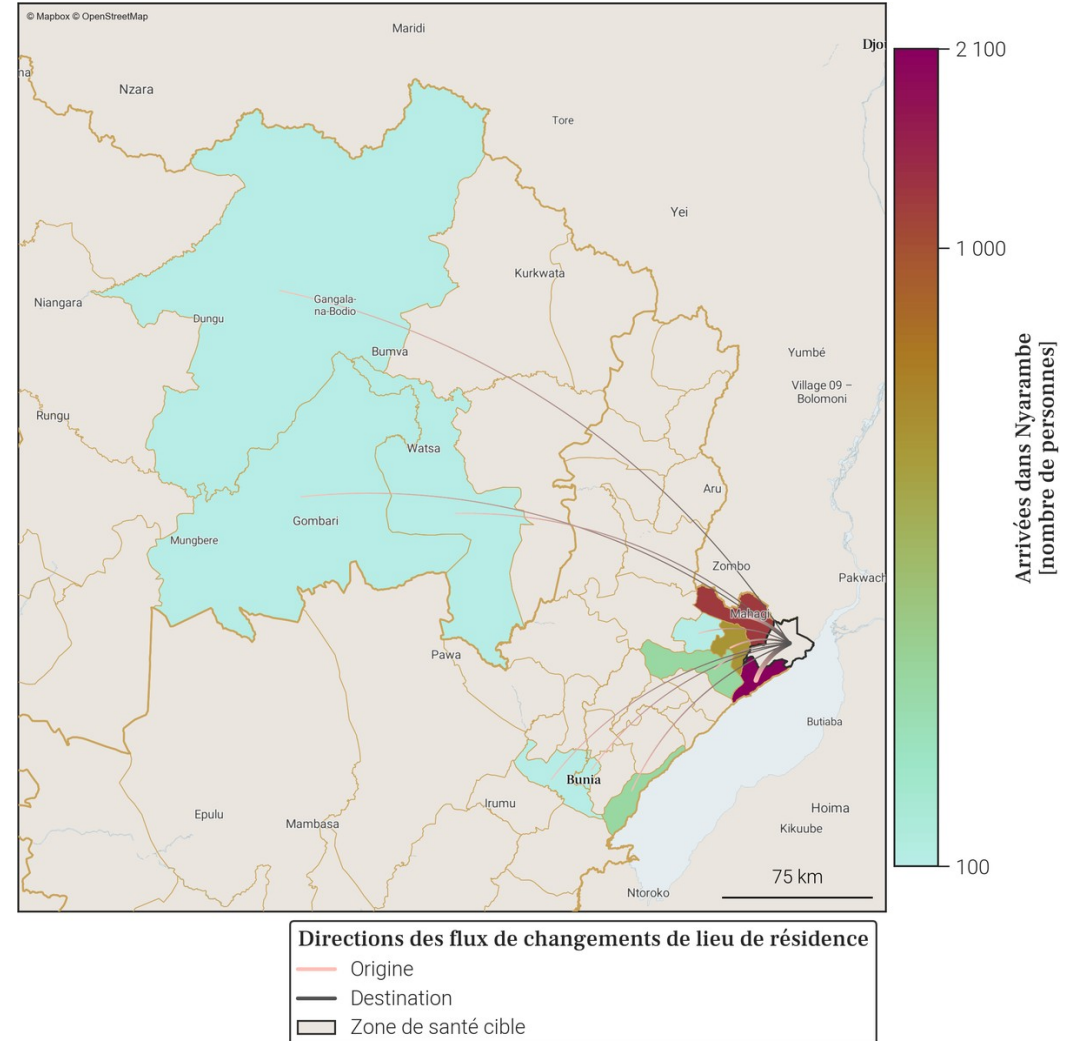 © Mapbox © OpenStreetMap
Maridi
Nzara
Tore
Yei
Kurkwata
Niangara
Gangala-
na-Bodio
Dungu
Bumva
Yumbé
Village 09 –
Bolomoni
Rungu
Watsa
Aru
Gombari
Mungbere
Zombo
Pakwach
Mahagi
Pawa
Butiaba
Bunia
Irumu
Epulu
Mambasa
Hoima
Kikuube
Ntoroko
75 km
2 100
1 000
100
Arrivées dans Nyarambe
[nombre de personnes]
Directions des flux de changements de lieu de résidence
Origine
Destination
Zone de santé cible